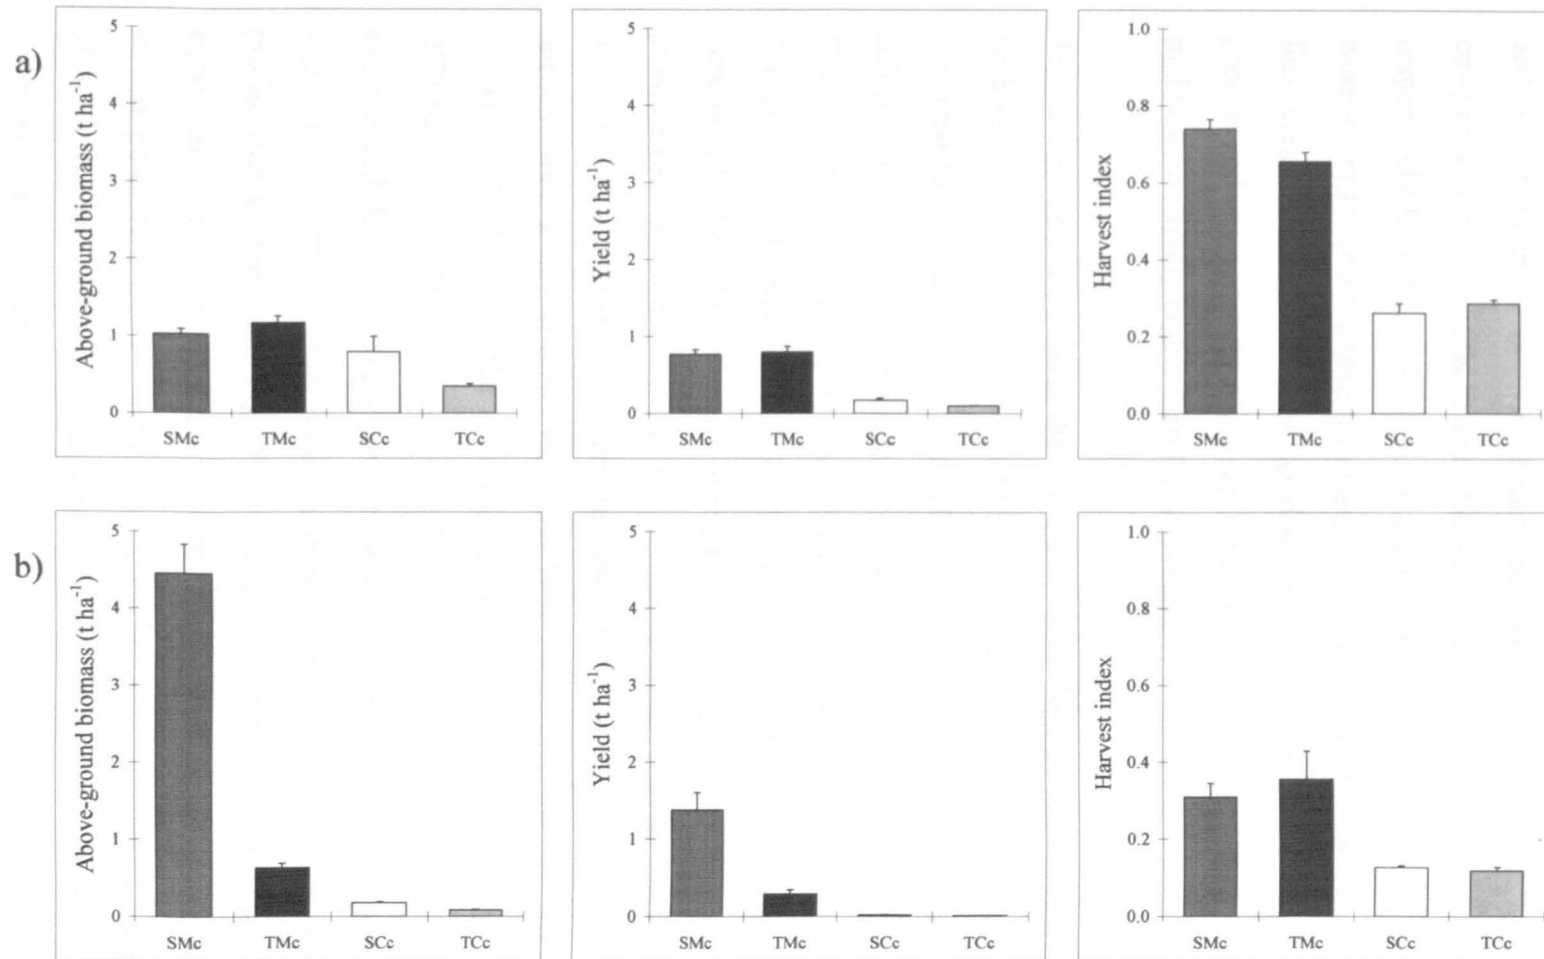 a)
Above-ground biomass (t ha⁻¹)
5
4
3
2
1
0
SMc
TMc
SCc
TCc
Yield (t ha⁻¹)
5
4
3
2
1
0
SMc
TMc
SCc
TCc
Harvest index
1.0
0.8
0.6
0.4
0.2
0.0
SMc
TMc
SCc
TCc
b)
Above-ground biomass (t ha⁻¹)
5
4
3
2
1
0
SMc
TMc
SCc
TCc
Yield (t ha⁻¹)
5
4
3
2
1
0
SMc
TMc
SCc
TCc
Harvest index
1.0
0.8
0.6
0.4
0.2
0.0
SMc
TMc
SCc
TCc